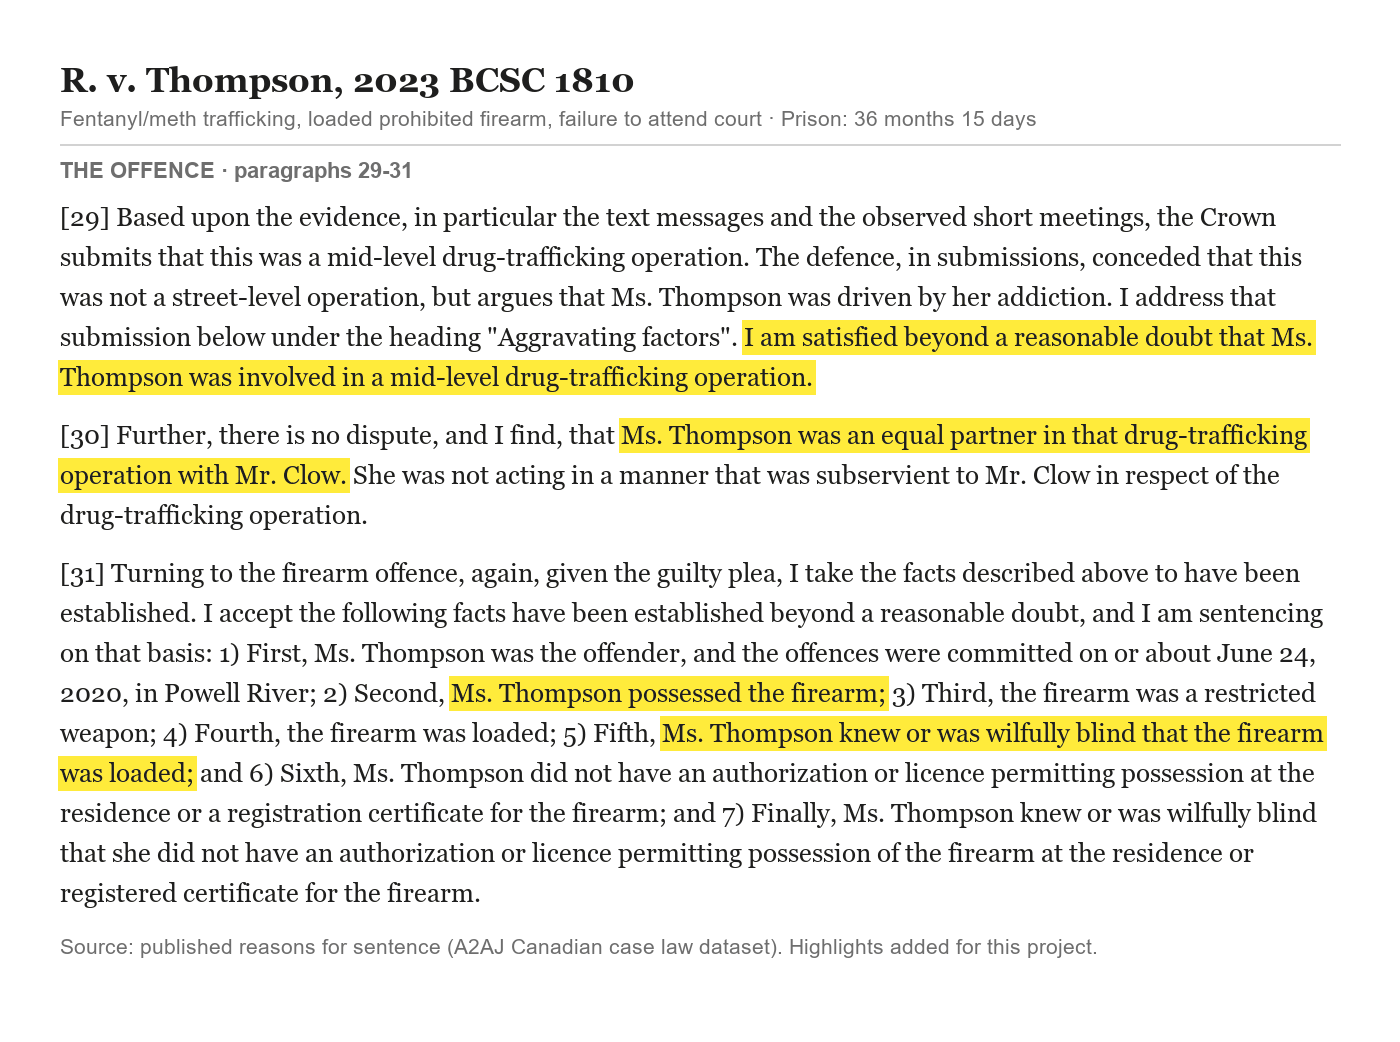 R. v. Thompson, 2023 BCSC 1810
Fentanyl/meth trafficking, loaded prohibited firearm, failure to attend court · Prison: 36 months 15 days
THE OFFENCE · paragraphs 29-31
[29] Based upon the evidence, in particular the text messages and the observed short meetings, the Crown
submits that this was a mid-level drug-trafficking operation. The defence, in submissions, conceded that this
was not a street-level operation, but argues that Ms. Thompson was driven by her addiction. I address that
submission below under the heading "Aggravating factors". I am satisfied beyond a reasonable doubt that Ms.
Thompson was involved in a mid-level drug-trafficking operation.
[30] Further, there is no dispute, and I find, that Ms. Thompson was an equal partner in that drug-trafficking
operation with Mr. Clow. She was not acting in a manner that was subservient to Mr. Clow in respect of the
drug-trafficking operation.
[31] Turning to the firearm offence, again, given the guilty plea, I take the facts described above to have been
established. I accept the following facts have been established beyond a reasonable doubt, and I am sentencing
on that basis: 1) First, Ms. Thompson was the offender, and the offences were committed on or about June 24,
2020, in Powell River; 2) Second, Ms. Thompson possessed the firearm; 3) Third, the firearm was a restricted
weapon; 4) Fourth, the firearm was loaded; 5) Fifth, Ms. Thompson knew or was wilfully blind that the firearm
was loaded; and 6) Sixth, Ms. Thompson did not have an authorization or licence permitting possession at the
residence or a registration certificate for the firearm; and 7) Finally, Ms. Thompson knew or was wilfully blind
that she did not have an authorization or licence permitting possession of the firearm at the residence or
registered certificate for the firearm.
Source: published reasons for sentence (A2AJ Canadian case law dataset). Highlights added for this project.